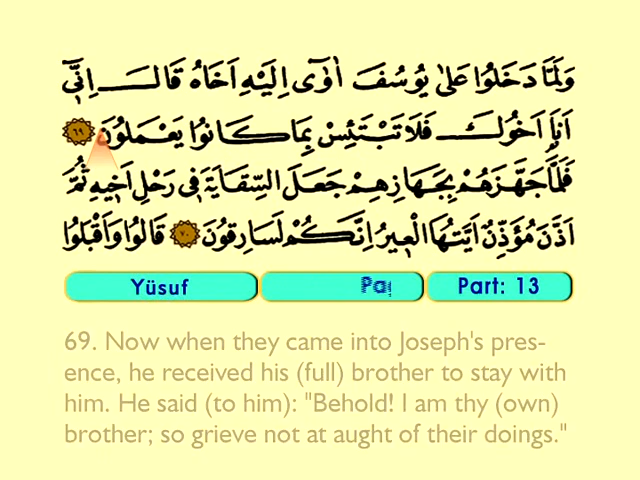 وَلَمَّا دَخَلُوا عَلٰى يُوسُفَ اٰوٰٓى اِلَيْهِ اَخَاهُ قَالَ اِنّ۪ٓي
اَنَا۬ اَخُوكَ فَلَا تَبْتَئِسْ بِمَا كَانُوا يَعْمَلُونَ ٦٩
فَلَمَّا جَهَّزَهُمْ بِجَهَازِهِمْ جَعَلَ السِّقَايَةَ ف۪ي رَحْلِ اَخ۪يهِ ثُمَّ
اَذَّنَ مُؤَذِّنٌ اَيَّتُهَا الْع۪يرُ اِنَّكُمْ لَسَارِقُونَ ٧٠ قَالُوا وَاَقْبَلُوا
Yüsuf
Part: 13
69. Now when they came into Joseph's pres-
ence, he received his (full) brother to stay with
him. He said (to him): "Behold! I am thy (own)
brother; so grieve not at aught of their doings."